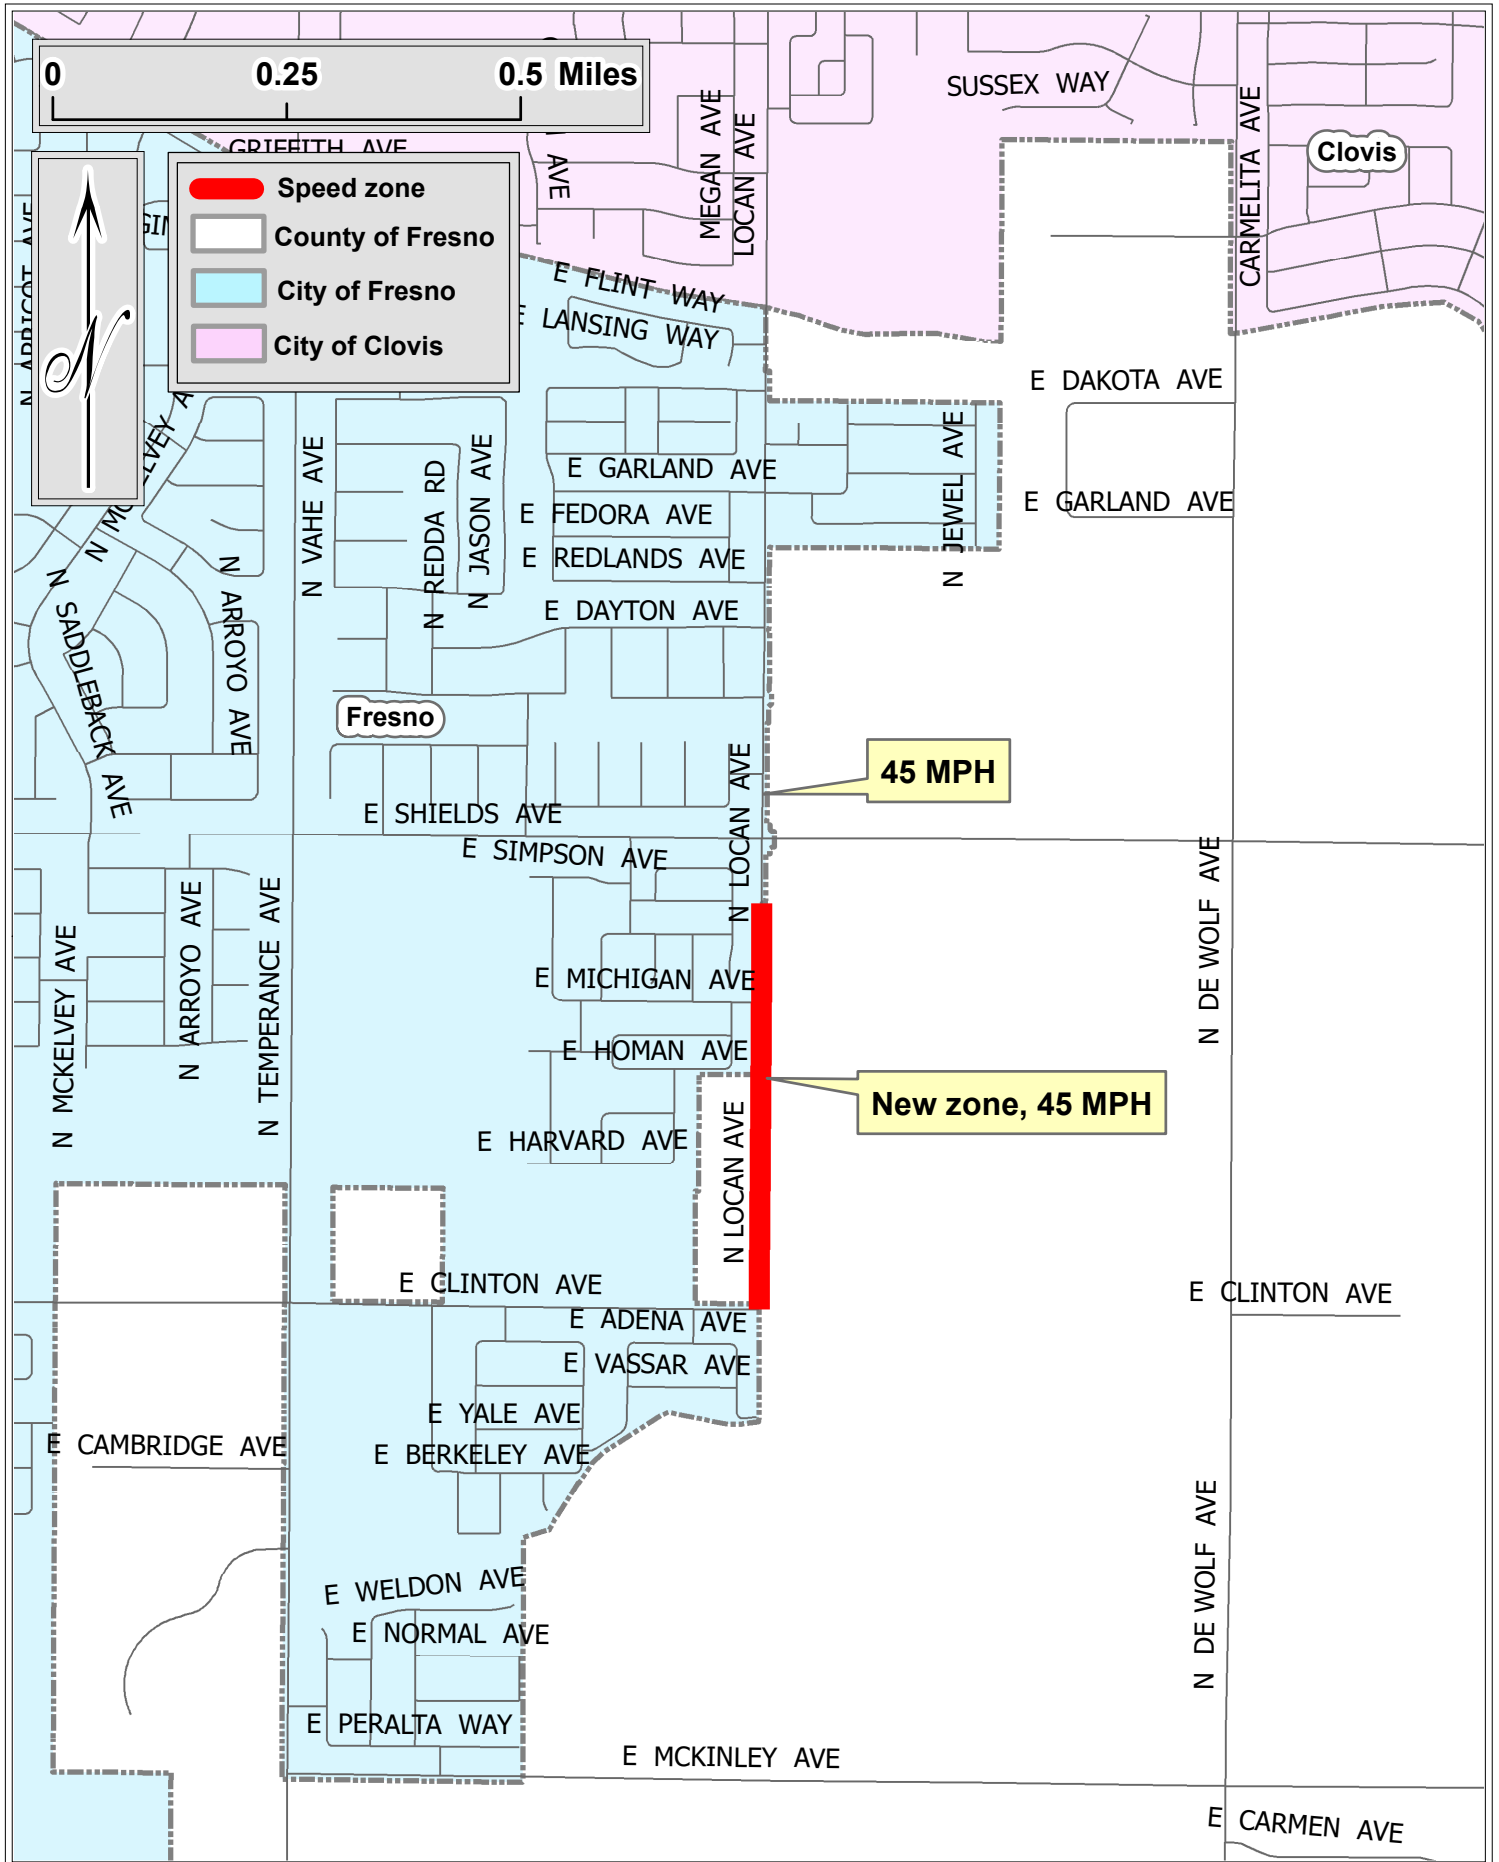 0 0.25 0.5 Miles
SUSSEX WAY
MEGAN AVE
LOCAN AVE
CARMELITA AVE
Clovis
GRIFFITH AVE
AVE
Speed zone
County of Fresno
City of Fresno
City of Clovis
N
E FLINT WAY
E LANSING WAY
E DAKOTA AVE
N VAHE AVE
N REDDA RD
N JASON AVE
E GARLAND AVE
N JEWEL AVE
E GARLAND AVE
E FEDORA AVE
E REDLANDS AVE
E DAYTON AVE
N SADDLEBACK AVE
N ARROYO AVE
Fresno
45 MPH
N LOCAN AVE
E SHIELDS AVE
E SIMPSON AVE
N DE WOLF AVE
N MCKELVEY AVE
N ARROYO AVE
N TEMPERANCE AVE
E MICHIGAN AVE
E HOMAN AVE
New zone, 45 MPH
E HARVARD AVE
N LOCAN AVE
E CLINTON AVE
E CLINTON AVE
E ADENA AVE
E VASSAR AVE
E YALE AVE
E CAMBRIDGE AVE
E BERKELEY AVE
N DE WOLF AVE
E WELDON AVE
E NORMAL AVE
E PERALTA WAY
E MCKINLEY AVE
E CARMEN AVE